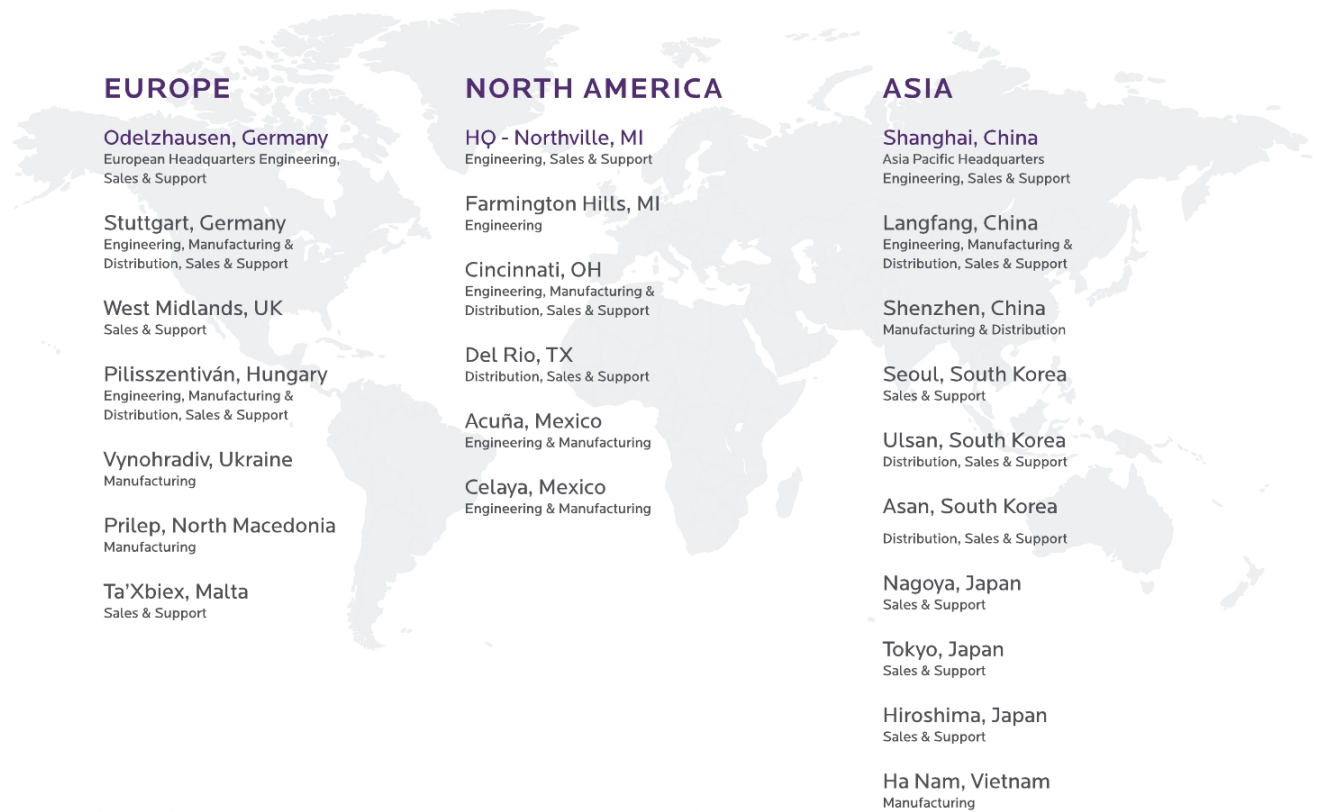 EUROPE
Odelzhausen, Germany
European Headquarters Engineering,
Sales & Support
Stuttgart, Germany
Engineering, Manufacturing &
Distribution, Sales & Support
West Midlands, UK
Sales & Support
Pilisszentiván, Hungary
Engineering, Manufacturing &
Distribution, Sales & Support
Vynohradiv, Ukraine
Manufacturing
Prilep, North Macedonia
Manufacturing
Ta’Xbiex, Malta
Sales & Support
NORTH AMERICA
HQ - Northville, MI
Engineering, Sales & Support
Farmington Hills, MI
Engineering
Cincinnati, OH
Engineering, Manufacturing &
Distribution, Sales & Support
Del Rio, TX
Distribution, Sales & Support
Acuña, Mexico
Engineering & Manufacturing
Celaya, Mexico
Engineering & Manufacturing
ASIA
Shanghai, China
Asia Pacific Headquarters
Engineering, Sales & Support
Langfang, China
Engineering, Manufacturing &
Distribution, Sales & Support
Shenzhen, China
Manufacturing & Distribution
Seoul, South Korea
Sales & Support
Ulsan, South Korea
Distribution, Sales & Support
Asan, South Korea
Distribution, Sales & Support
Nagoya, Japan
Sales & Support
Tokyo, Japan
Sales & Support
Hiroshima, Japan
Sales & Support
Ha Nam, Vietnam
Manufacturing